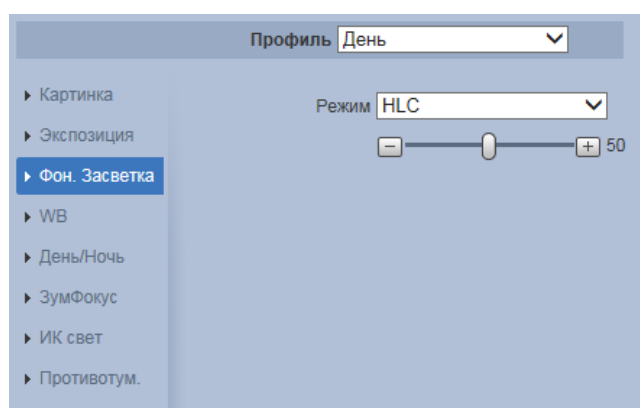 Профиль День
Картинка
Режим HLC
Экспозиция
50
Фон. Засветка
WB
День/Ночь
ЗумФокус
ИК свет
Противотум.